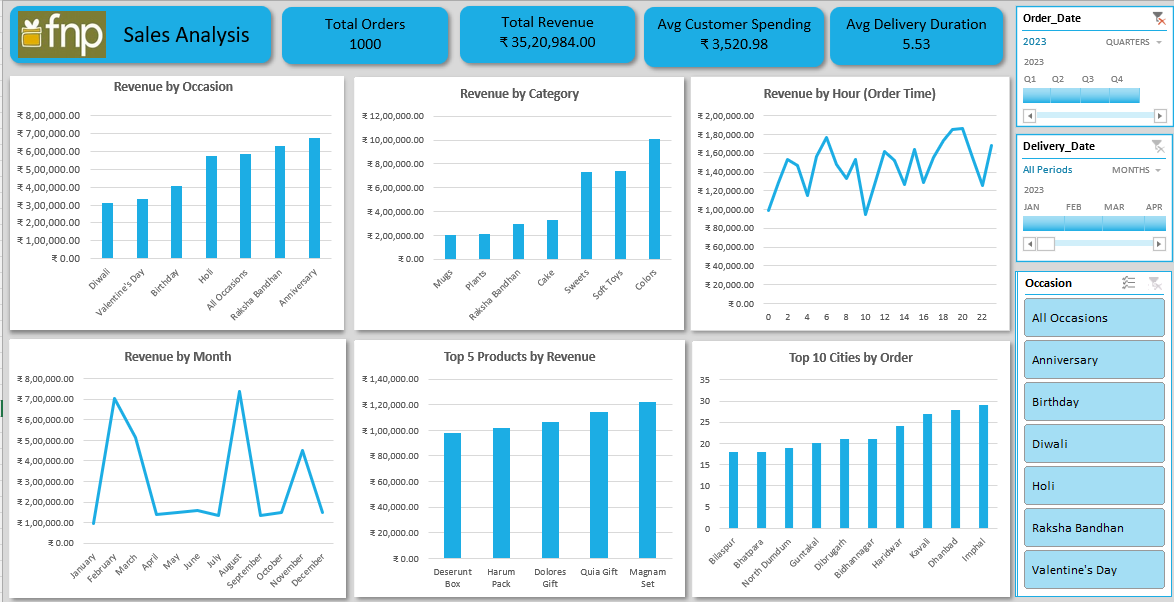 fnp
Sales Analysis
Total Orders
1000
Total Revenue
₹ 35,20,984.00
Avg Customer Spending
₹ 3,520.98
Avg Delivery Duration
5.53
Order_Date
2023
QUARTERS
2023
Q1 Q2 Q3 Q4
Delivery_Date
All Periods
MONTHS
2023
JAN FEB MAR APR
Occasion
All Occasions
Anniversary
Birthday
Diwali
Holi
Raksha Bandhan
Valentine's Day
Revenue by Occasion
₹ 8,00,000.00
₹ 7,00,000.00
₹ 6,00,000.00
₹ 5,00,000.00
₹ 4,00,000.00
₹ 3,00,000.00
₹ 2,00,000.00
₹ 1,00,000.00
₹ 0.00
Diwali
Valentine's Day
Birthday
Holi
All Occasions
Raksha Bandhan
Anniversary
Revenue by Category
₹ 12,00,000.00
₹ 10,00,000.00
₹ 8,00,000.00
₹ 6,00,000.00
₹ 4,00,000.00
₹ 2,00,000.00
₹ 0.00
Mugs
Plants
Raksha Bandhan
Cake
Sweets
Soft Toys
Colors
Revenue by Hour (Order Time)
₹ 2,00,000.00
₹ 1,80,000.00
₹ 1,60,000.00
₹ 1,40,000.00
₹ 1,20,000.00
₹ 1,00,000.00
₹ 80,000.00
₹ 60,000.00
₹ 40,000.00
₹ 20,000.00
₹ 0.00
0 2 4 6 8 10 12 14 16 18 20 22
Revenue by Month
₹ 8,00,000.00
₹ 7,00,000.00
₹ 6,00,000.00
₹ 5,00,000.00
₹ 4,00,000.00
₹ 3,00,000.00
₹ 2,00,000.00
₹ 1,00,000.00
₹ 0.00
January
February
March
April
May
June
July
August
September
October
November
December
Top 5 Products by Revenue
₹ 1,40,000.00
₹ 1,20,000.00
₹ 1,00,000.00
₹ 80,000.00
₹ 60,000.00
₹ 40,000.00
₹ 20,000.00
₹ 0.00
Deserunt
Box
Harum
Pack
Dolores
Gift
Quia Gift
Magnam
Set
Top 10 Cities by Order
35
30
25
20
15
10
5
0
Bilaspur
Bhatpara
North Dumdum
Guntakal
Dibrugarh
Bidhannagar
Haridwar
Kavali
Dhanbad
Imphal